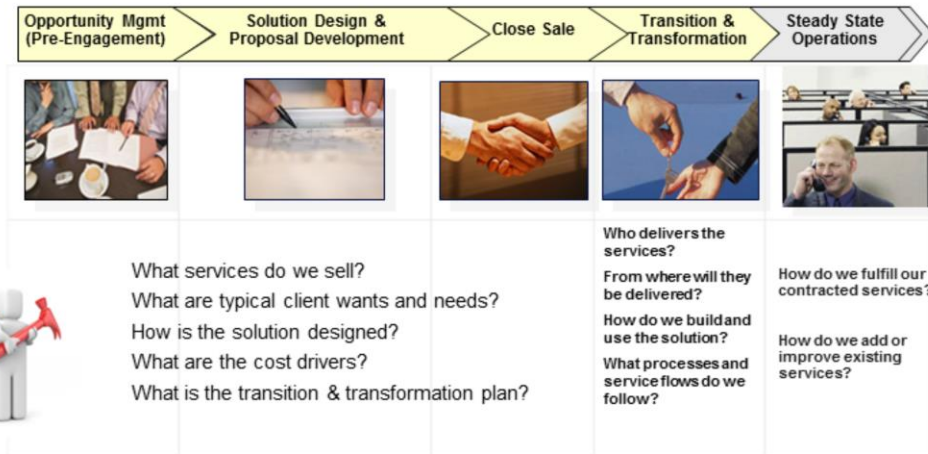 Opportunity Mgmt
(Pre-Engagement)
Solution Design &
Proposal Development
Close Sale
Transition &
Transformation
Steady State
Operations
What services do we sell?
What are typical client wants and needs?
How is the solution designed?
What are the cost drivers?
What is the transition & transformation plan?
Who delivers the
services?
From where will they
be delivered?
How do we build and
use the solution?
What processes and
service flows do we
follow?
How do we fulfill our
contracted services?
How do we add or
improve existing
services?